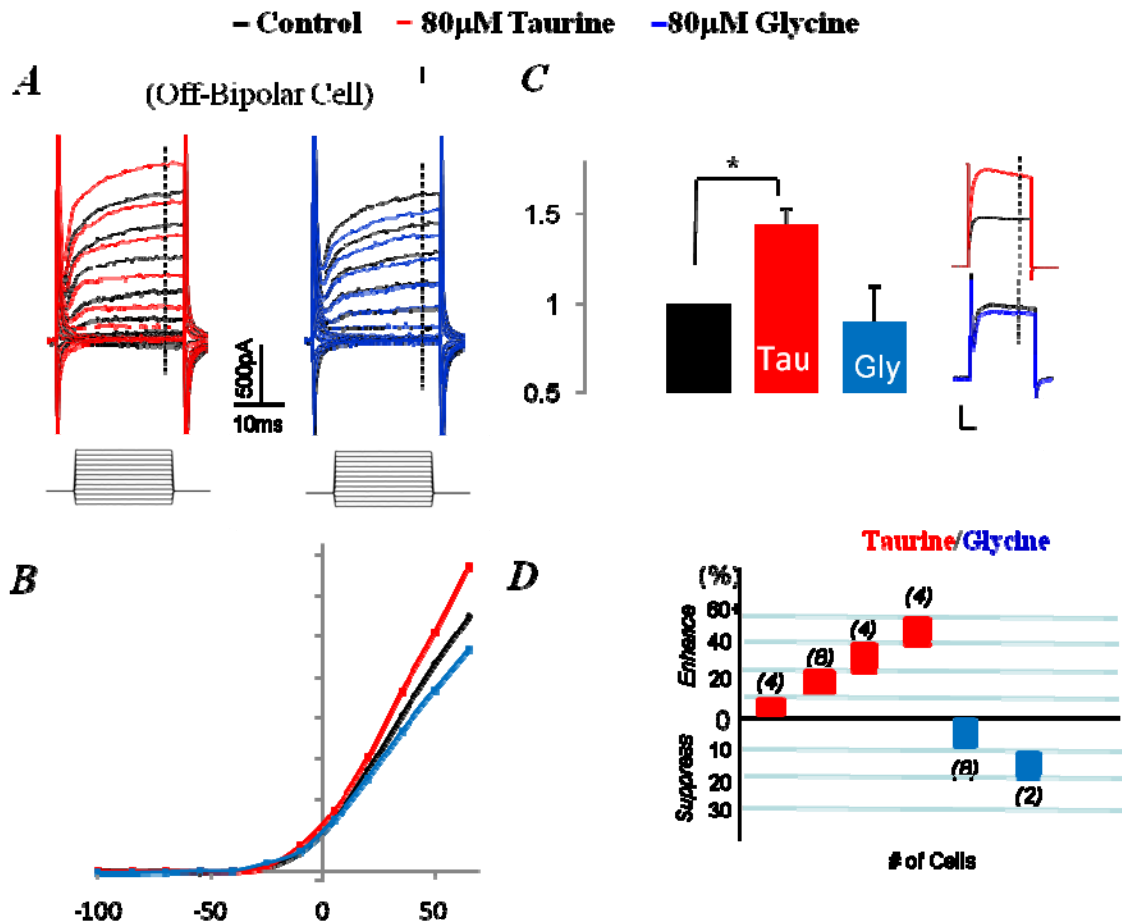 Control 80μM Taurine 80μM Glycine
A
(Off-Bipolar Cell)
500pA
10ms
C
*
1.5
1
0.5
Tau
Gly
B
-100 -50 0 50
D
Taurine/Glycine
(%)
60+
40
20
0
10
20
30
Enhance
Suppress
(4)
(8)
(4)
(4)
(8)
(2)
# of Cells